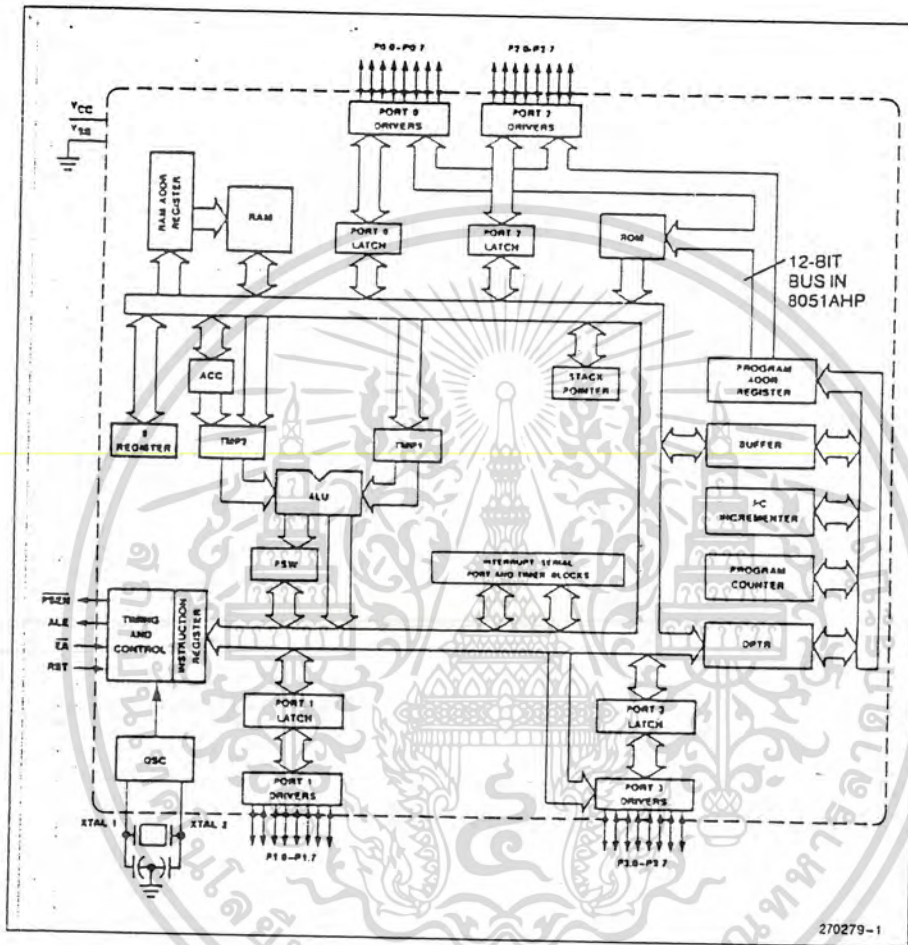 P0.0-P0.7
P2.0-P2.7
VCC
VSS
PORT 0
DRIVERS
PORT 2
DRIVERS
RAM ADDR
REGISTER
RAM
PORT 0
LATCH
PORT 2
LATCH
ROM
12-BIT
BUS IN
8051AHP
ACC
STACK
POINTER
PROGRAM
ADDR
REGISTER
B
REGISTER
TMP2
TMP1
BUFFER
ALU
PC
INCREMENTER
PSW
INTERRUPT SERIAL
PORT AND TIMER BLOCKS
PROGRAM
COUNTER
PSEN
ALE
EA
RST
TIMING
AND
CONTROL
INSTRUCTION
REGISTER
DPTR
PORT 1
LATCH
PORT 3
LATCH
OSC
PORT 1
DRIVERS
PORT 3
DRIVERS
XTAL 1
XTAL 2
P1.0-P1.7
P3.0-P3.7
270279-1